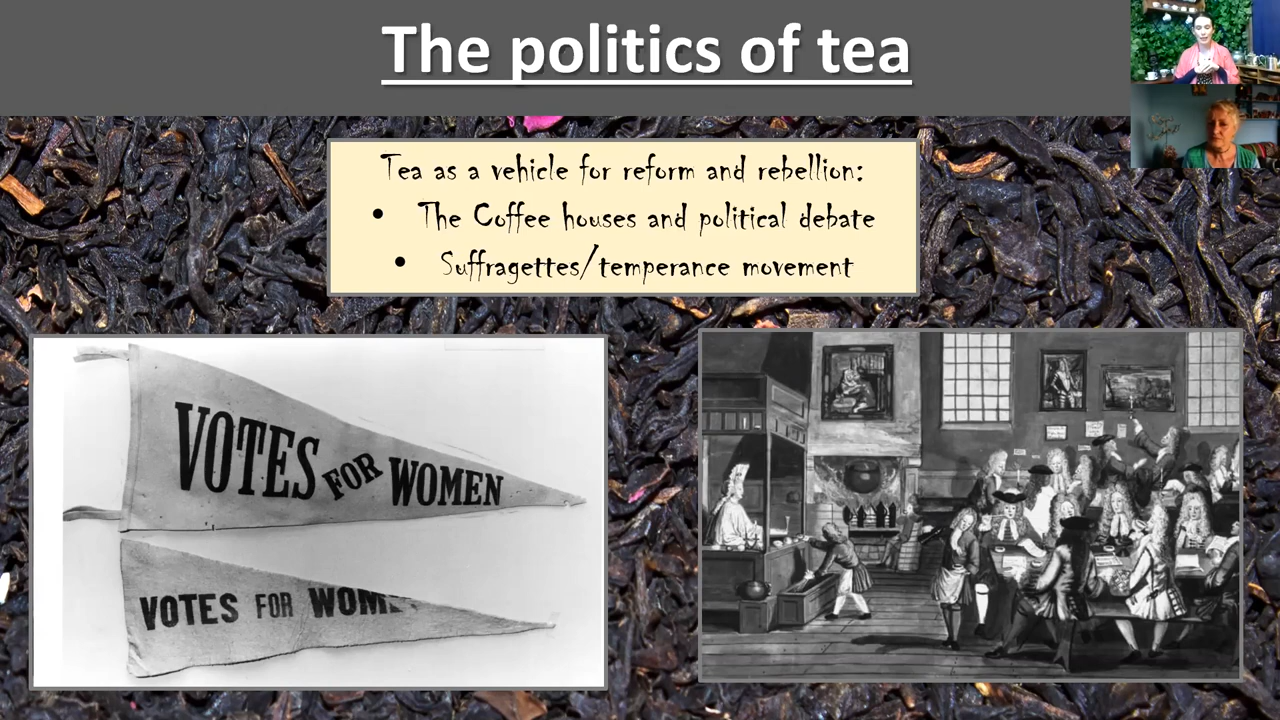 The politics of tea
Tea as a vehicle for reform and rebellion:
• The Coffee houses and political debate
• Suffragettes/temperance movement
VOTES FOR WOMEN
VOTES FOR WOM